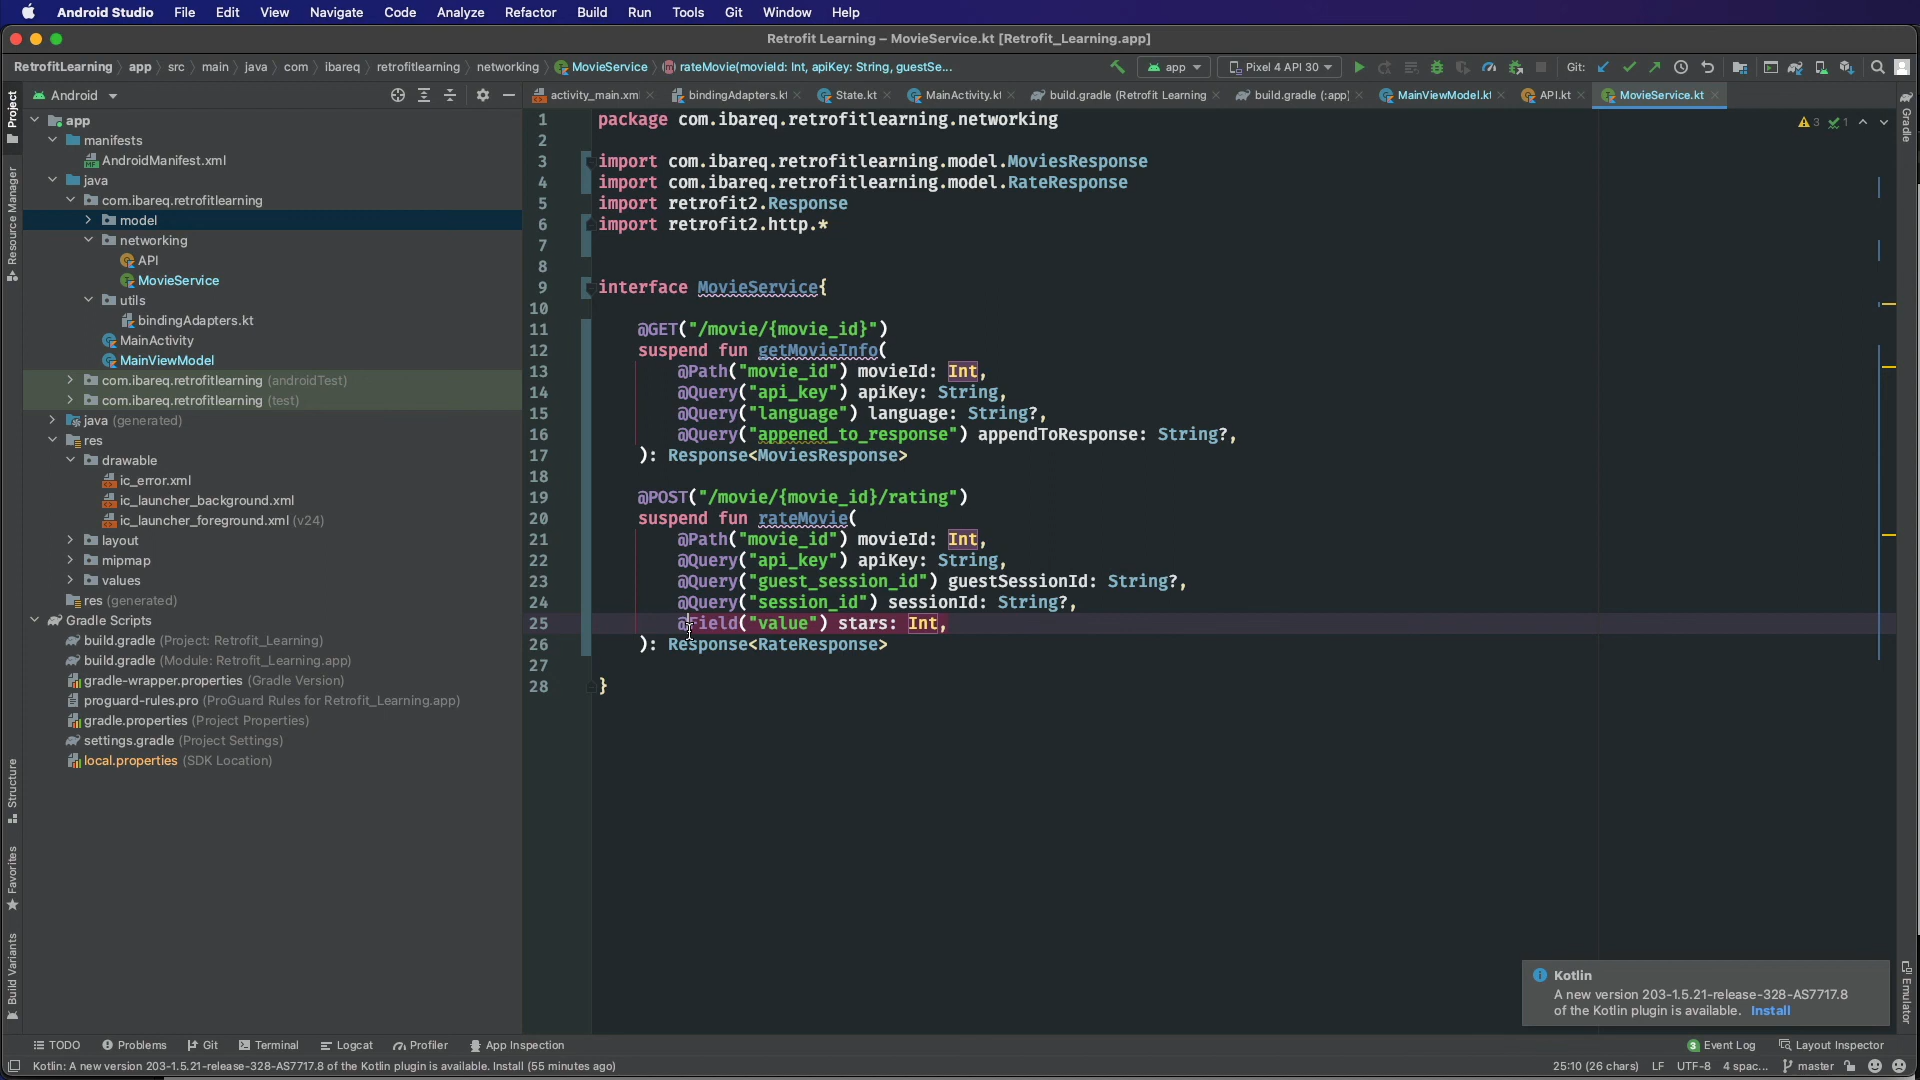 Android Studio File Edit View Navigate Code Analyze Refactor Build Run Tools Git Window Help
Retrofit Learning – MovieService.kt [Retrofit_Learning.app]
RetrofitLearning app src main java com ibareq retrofitlearning networking MovieService rateMovie(movieId: Int, apiKey: String, guestSe... app Pixel 4 API 30 Git:
Android
activity_main.xml bindingAdapters.kt State.kt MainActivity.kt build.gradle (Retrofit Learning build.gradle (:app) MainViewModel.kt API.kt MovieService.kt
Project
Resource Manager
Structure
Favorites
Build Variants
app
manifests
AndroidManifest.xml
java
com.ibareq.retrofitlearning
model
networking
API
MovieService
utils
bindingAdapters.kt
MainActivity
MainViewModel
com.ibareq.retrofitlearning (androidTest)
com.ibareq.retrofitlearning (test)
java (generated)
res
drawable
ic_error.xml
ic_launcher_background.xml
ic_launcher_foreground.xml (v24)
layout
mipmap
values
res (generated)
Gradle Scripts
build.gradle (Project: Retrofit_Learning)
build.gradle (Module: Retrofit_Learning.app)
gradle-wrapper.properties (Gradle Version)
proguard-rules.pro (ProGuard Rules for Retrofit_Learning.app)
gradle.properties (Project Properties)
settings.gradle (Project Settings)
local.properties (SDK Location)
1 package com.ibareq.retrofitlearning.networking
2
3 import com.ibareq.retrofitlearning.model.MoviesResponse
4 import com.ibareq.retrofitlearning.model.RateResponse
5 import retrofit2.Response
6 import retrofit2.http.*
7
8
9 interface MovieService{
10
11 @GET("/movie/{movie_id}")
12 suspend fun getMovieInfo(
13 @Path("movie_id") movieId: Int,
14 @Query("api_key") apiKey: String,
15 @Query("language") language: String?,
16 @Query("appened_to_response") appendToResponse: String?,
17 ): Response<MoviesResponse>
18
19 @POST("/movie/{movie_id}/rating")
20 suspend fun rateMovie(
21 @Path("movie_id") movieId: Int,
22 @Query("api_key") apiKey: String,
23 @Query("guest_session_id") guestSessionId: String?,
24 @Query("session_id") sessionId: String?,
25 @Field("value") stars: Int,
26 ): Response<RateResponse>
27
28 }
3 1
Gradle
Emulator
Kotlin
A new version 203-1.5.21-release-328-AS7717.8
of the Kotlin plugin is available. Install
TODO Problems Git Terminal Logcat Profiler App Inspection 3 Event Log Layout Inspector
Kotlin: A new version 203-1.5.21-release-328-AS7717.8 of the Kotlin plugin is available. Install (55 minutes ago) 25:10 (26 chars) LF UTF-8 4 spac... master